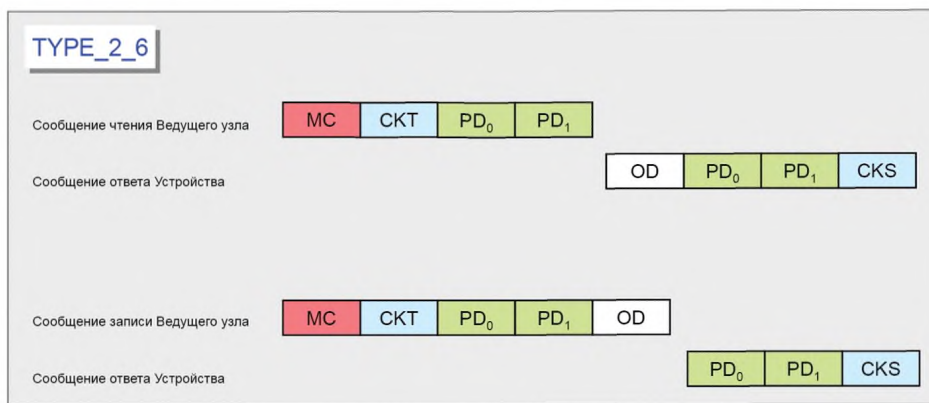 TYPE_2_6
Сообщение чтения Ведущего узла MC CKT PD₀ PD₁
Сообщение ответа Устройства OD PD₀ PD₁ CKS
Сообщение записи Ведущего узла MC CKT PD₀ PD₁ OD
Сообщение ответа Устройства PD₀ PD₁ CKS